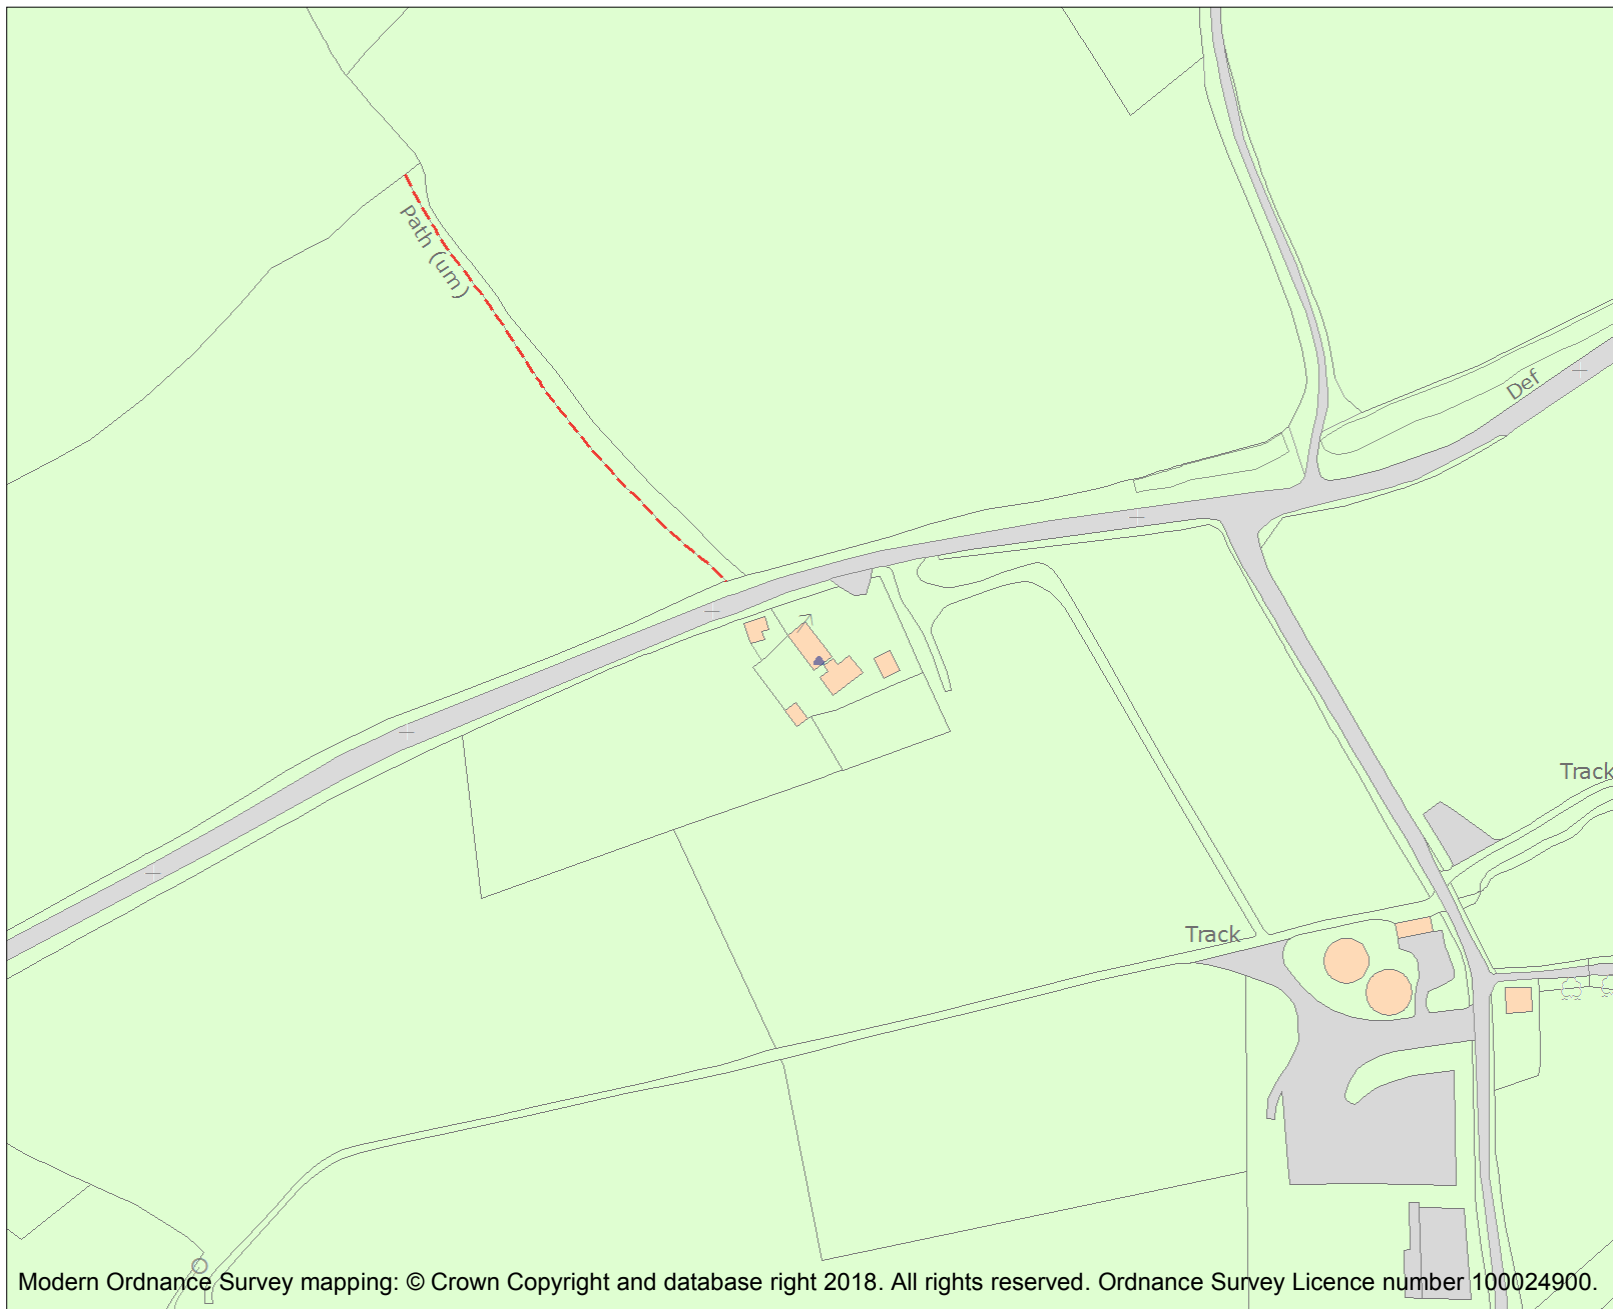 Path (um)
Def
Track
Track
Modern Ordnance Survey mapping: © Crown Copyright and database right 2018. All rights reserved. Ordnance Survey Licence number 100024900.